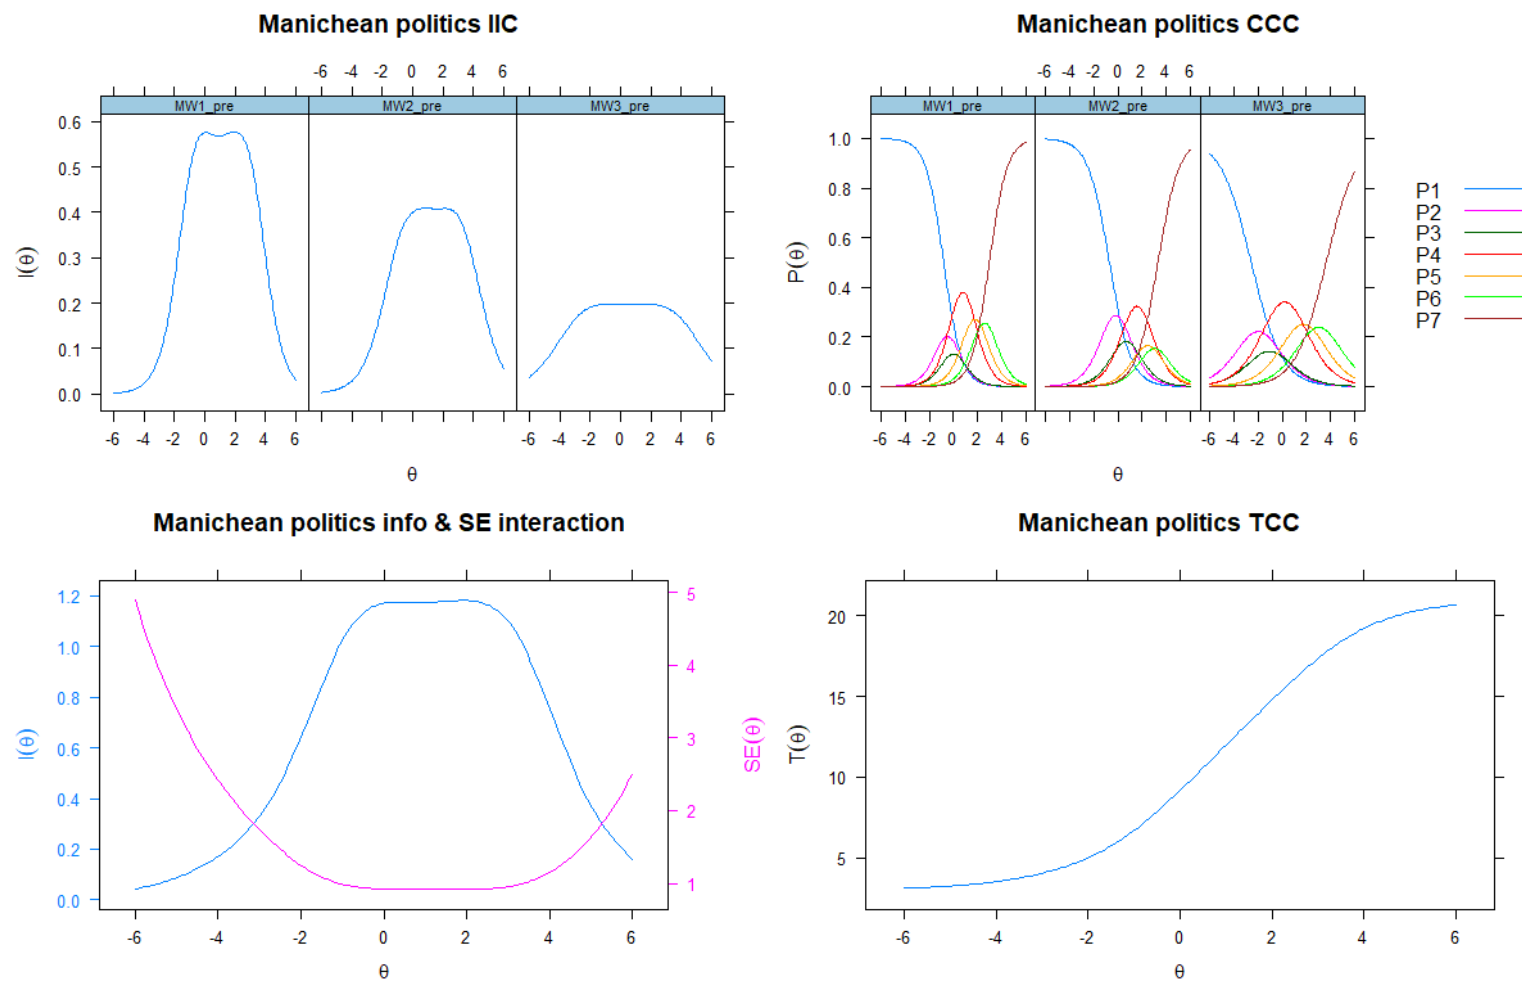 Manichean politics IIC
-6 -4 -2 0 2 4 6
MW1_pre MW2_pre MW3_pre
0.6
0.5
0.4
0.3
0.2
0.1
0.0
I(θ)
-6 -4 -2 0 2 4 6 -6 -4 -2 0 2 4 6
θ
Manichean politics CCC
-6 -4 -2 0 2 4 6
MW1_pre MW2_pre MW3_pre
1.0
0.8
0.6
0.4
0.2
0.0
P(θ)
-6 -4 -2 0 2 4 6 -6 -4 -2 0 2 4 6
θ
P1
P2
P3
P4
P5
P6
P7
Manichean politics info & SE interaction
1.2
1.0
0.8
0.6
0.4
0.2
0.0
I(θ)
5
4
3
2
1
SE(θ)
-6 -4 -2 0 2 4 6
θ
Manichean politics TCC
20
15
10
5
T(θ)
-6 -4 -2 0 2 4 6
θ